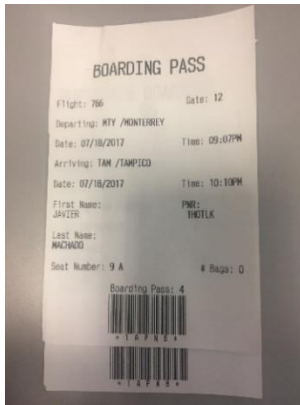 BOARDING PASS
Flight: 766 Gate: 12
Departing: MTY /MONTERREY
Date: 07/18/2017 Time: 09:07PM
Arriving: TAM /TAMPICO
Date: 07/18/2017 Time: 10:10PM
First Name: PNR:
JAVIER 1HOTLK
Last Name:
MACHADO
Seat Number: 9 A # Bags: 0
Boarding Pass: 4